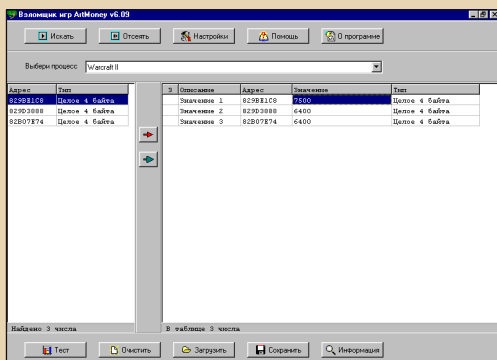 Взломщик игр ArtMoney v6.09
Искать Отсеять Настройки Помощь О программе
Выбери процесс Warcraft II
Адрес Тип
829BE1C8 Целое 4 байта
829D3888 Целое 4 байта
82B07E74 Целое 4 байта
З Описание Адрес Значение Тип
Значение 1 829BE1C8 7500 Целое 4 байта
Значение 2 829D3888 6400 Целое 4 байта
Значение 3 82B07E74 6400 Целое 4 байта
Найдено 3 числа В таблице 3 числа
Тест Очистить Загрузить Сохранить Информация